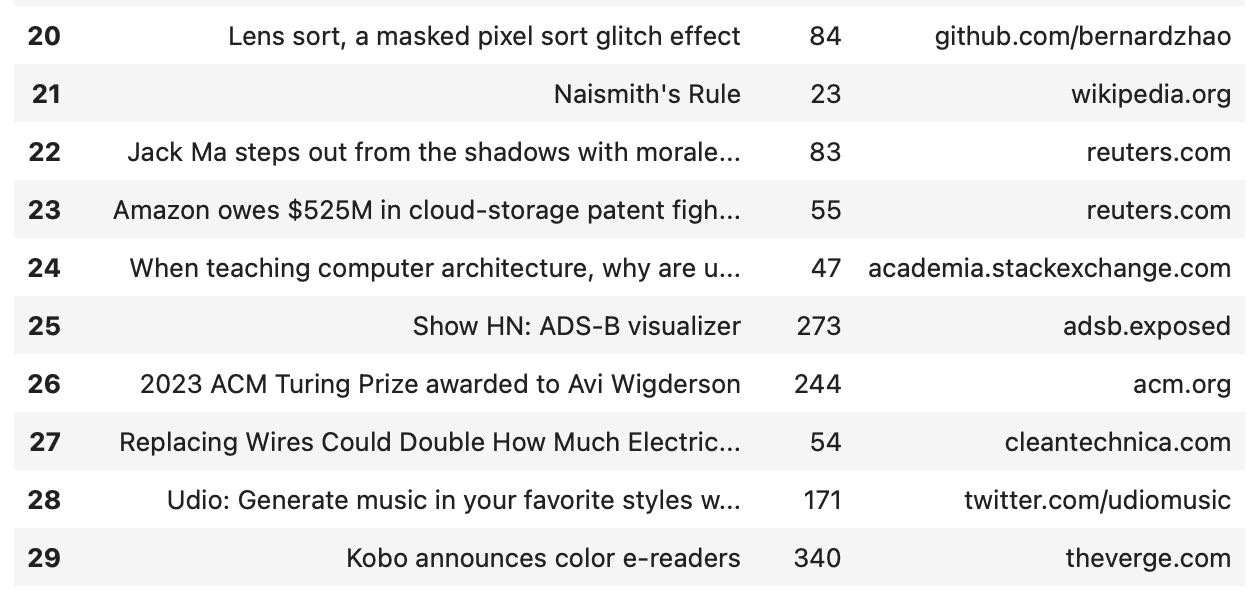 20 Lens sort, a masked pixel sort glitch effect 84 github.com/bernardzhao
21 Naismith's Rule 23 wikipedia.org
22 Jack Ma steps out from the shadows with morale... 83 reuters.com
23 Amazon owes $525M in cloud-storage patent figh... 55 reuters.com
24 When teaching computer architecture, why are u... 47 academia.stackexchange.com
25 Show HN: ADS-B visualizer 273 adsb.exposed
26 2023 ACM Turing Prize awarded to Avi Wigderson 244 acm.org
27 Replacing Wires Could Double How Much Electric... 54 cleantechnica.com
28 Udio: Generate music in your favorite styles w... 171 twitter.com/udiomusic
29 Kobo announces color e-readers 340 theverge.com